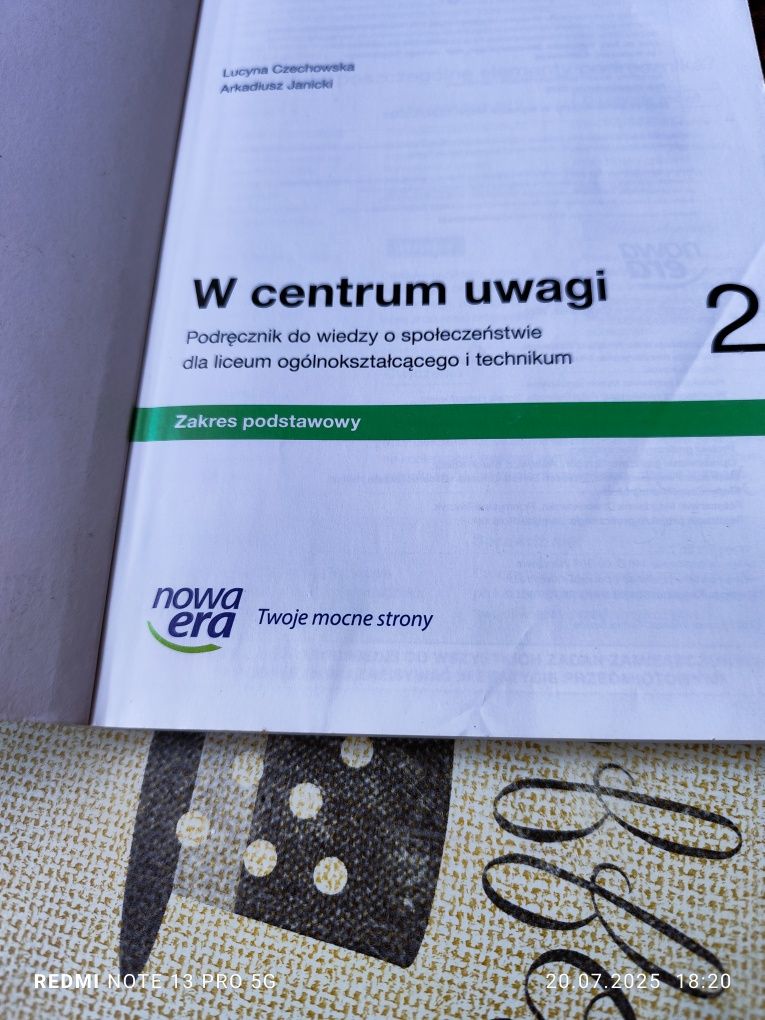 Lucyna Czechowska
Arkadiusz Janicki
W centrum uwagi
2
Podręcznik do wiedzy o społeczeństwie
dla liceum ogólnokształcącego i technikum
Zakres podstawowy
nowa
era
Twoje mocne strony
REDMI NOTE 13 PRO 5G
20.07.2025 18:20